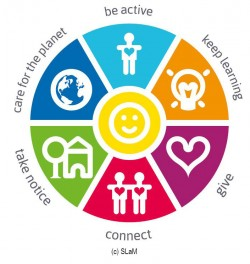 be active
keep learning
give
connect
take notice
care for the planet
(c) SLaM